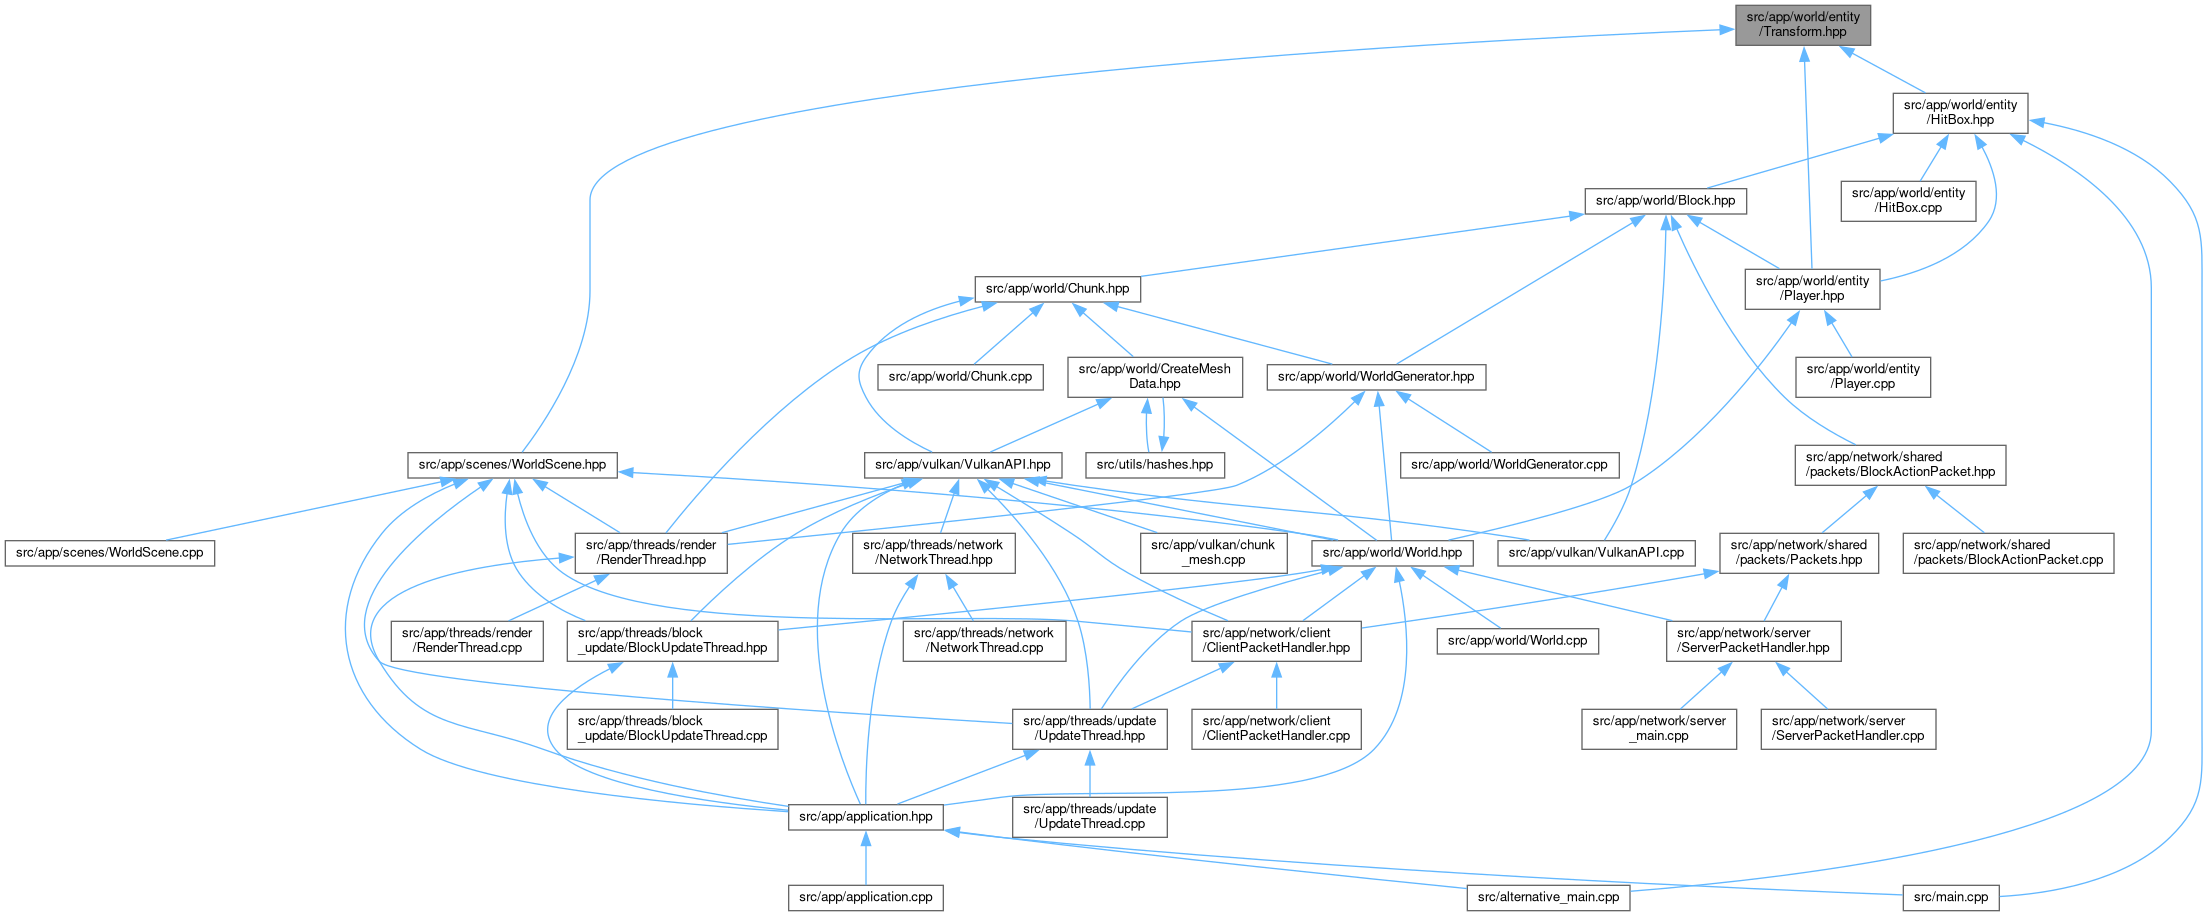 src/app/world/entity
/Transform.hpp
src/app/world/entity
/HitBox.hpp
src/app/world/Block.hpp
src/app/world/entity
/HitBox.cpp
src/app/world/Chunk.hpp
src/app/world/entity
/Player.hpp
src/app/world/Chunk.cpp
src/app/world/CreateMesh
Data.hpp
src/app/world/WorldGenerator.hpp
src/app/world/entity
/Player.cpp
src/app/scenes/WorldScene.hpp
src/app/vulkan/VulkanAPI.hpp
src/utils/hashes.hpp
src/app/world/WorldGenerator.cpp
src/app/network/shared
/packets/BlockActionPacket.hpp
src/app/scenes/WorldScene.cpp
src/app/threads/render
/RenderThread.hpp
src/app/threads/network
/NetworkThread.hpp
src/app/vulkan/chunk
_mesh.cpp
src/app/world/World.hpp
src/app/vulkan/VulkanAPI.cpp
src/app/network/shared
/packets/Packets.hpp
src/app/network/shared
/packets/BlockActionPacket.cpp
src/app/threads/render
/RenderThread.cpp
src/app/threads/block
_update/BlockUpdateThread.hpp
src/app/threads/network
/NetworkThread.cpp
src/app/network/client
/ClientPacketHandler.hpp
src/app/world/World.cpp
src/app/network/server
/ServerPacketHandler.hpp
src/app/threads/block
_update/BlockUpdateThread.cpp
src/app/threads/update
/UpdateThread.hpp
src/app/network/client
/ClientPacketHandler.cpp
src/app/network/server
_main.cpp
src/app/network/server
/ServerPacketHandler.cpp
src/app/application.hpp
src/app/threads/update
/UpdateThread.cpp
src/app/application.cpp
src/alternative_main.cpp
src/main.cpp